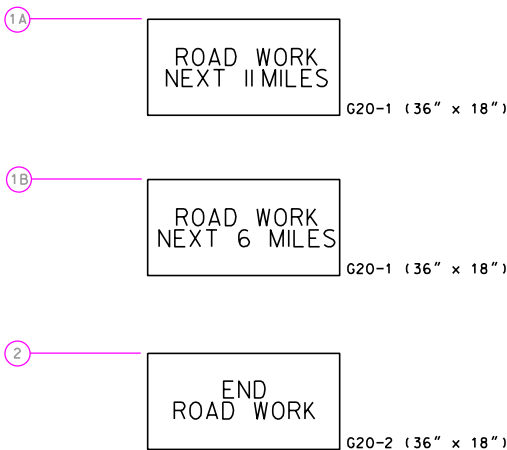 1A
ROAD WORK
NEXT 11 MILES
G20-1 (36" x 18")
1B
ROAD WORK
NEXT 6 MILES
G20-1 (36" x 18")
2
END
ROAD WORK
G20-2 (36" x 18")